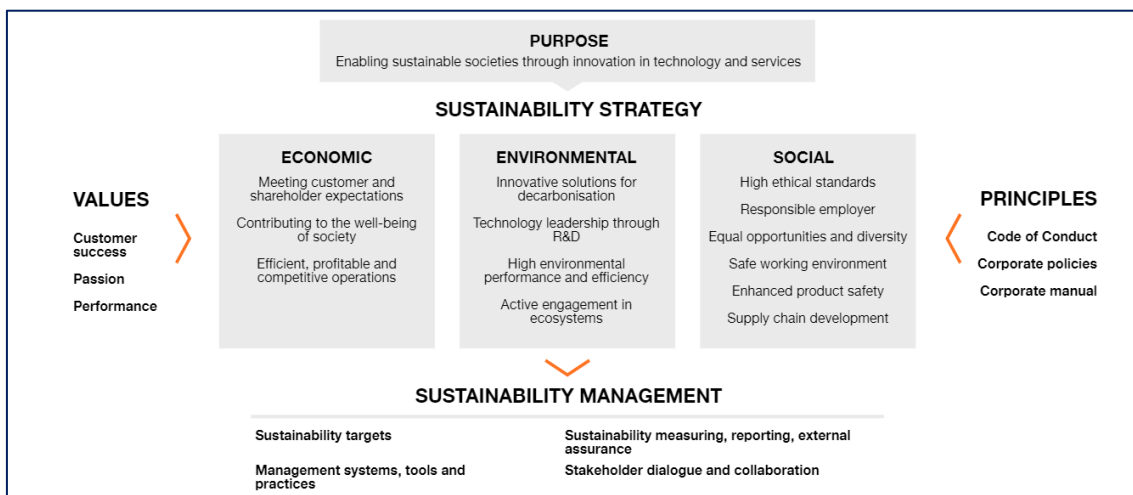 PURPOSE
Enabling sustainable societies through innovation in technology and services
SUSTAINABILITY STRATEGY
VALUES
Customer
success
Passion
Performance
ECONOMIC
Meeting customer and
shareholder expectations
Contributing to the well-being
of society
Efficient, profitable and
competitive operations
ENVIRONMENTAL
Innovative solutions for
decarbonisation
Technology leadership through
R&D
High environmental
performance and efficiency
Active engagement in
ecosystems
SOCIAL
High ethical standards
Responsible employer
Equal opportunities and diversity
Safe working environment
Enhanced product safety
Supply chain development
PRINCIPLES
Code of Conduct
Corporate policies
Corporate manual
SUSTAINABILITY MANAGEMENT
Sustainability targets
Management systems, tools and
practices
Sustainability measuring, reporting, external
assurance
Stakeholder dialogue and collaboration